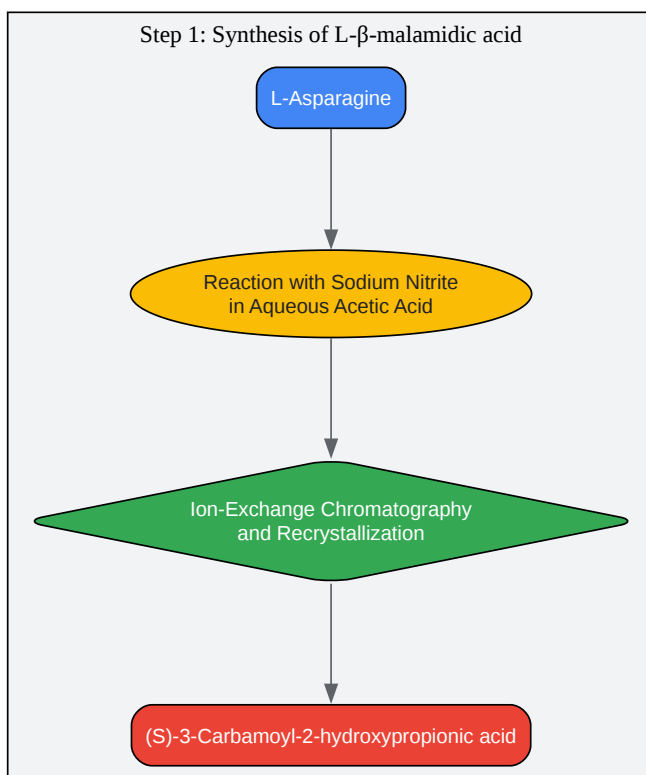 Step 1: Synthesis of L-β-malamidic acid
L-Asparagine
Reaction with Sodium Nitrite
in Aqueous Acetic Acid
Ion-Exchange Chromatography
and Recrystallization
(S)-3-Carbamoyl-2-hydroxypropionic acid